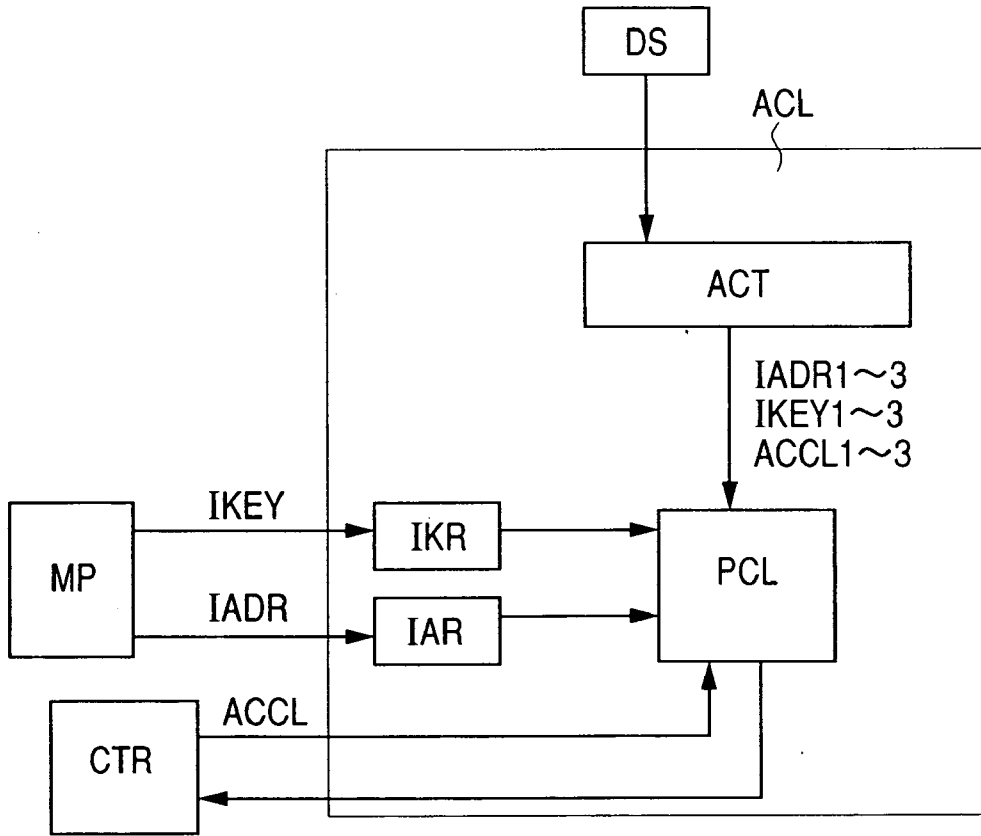 DS
ACL
ACT
IADR1～3
IKEY1～3
ACCL1～3
IKEY
IKR
MP
PCL
IADR
IAR
ACCL
CTR